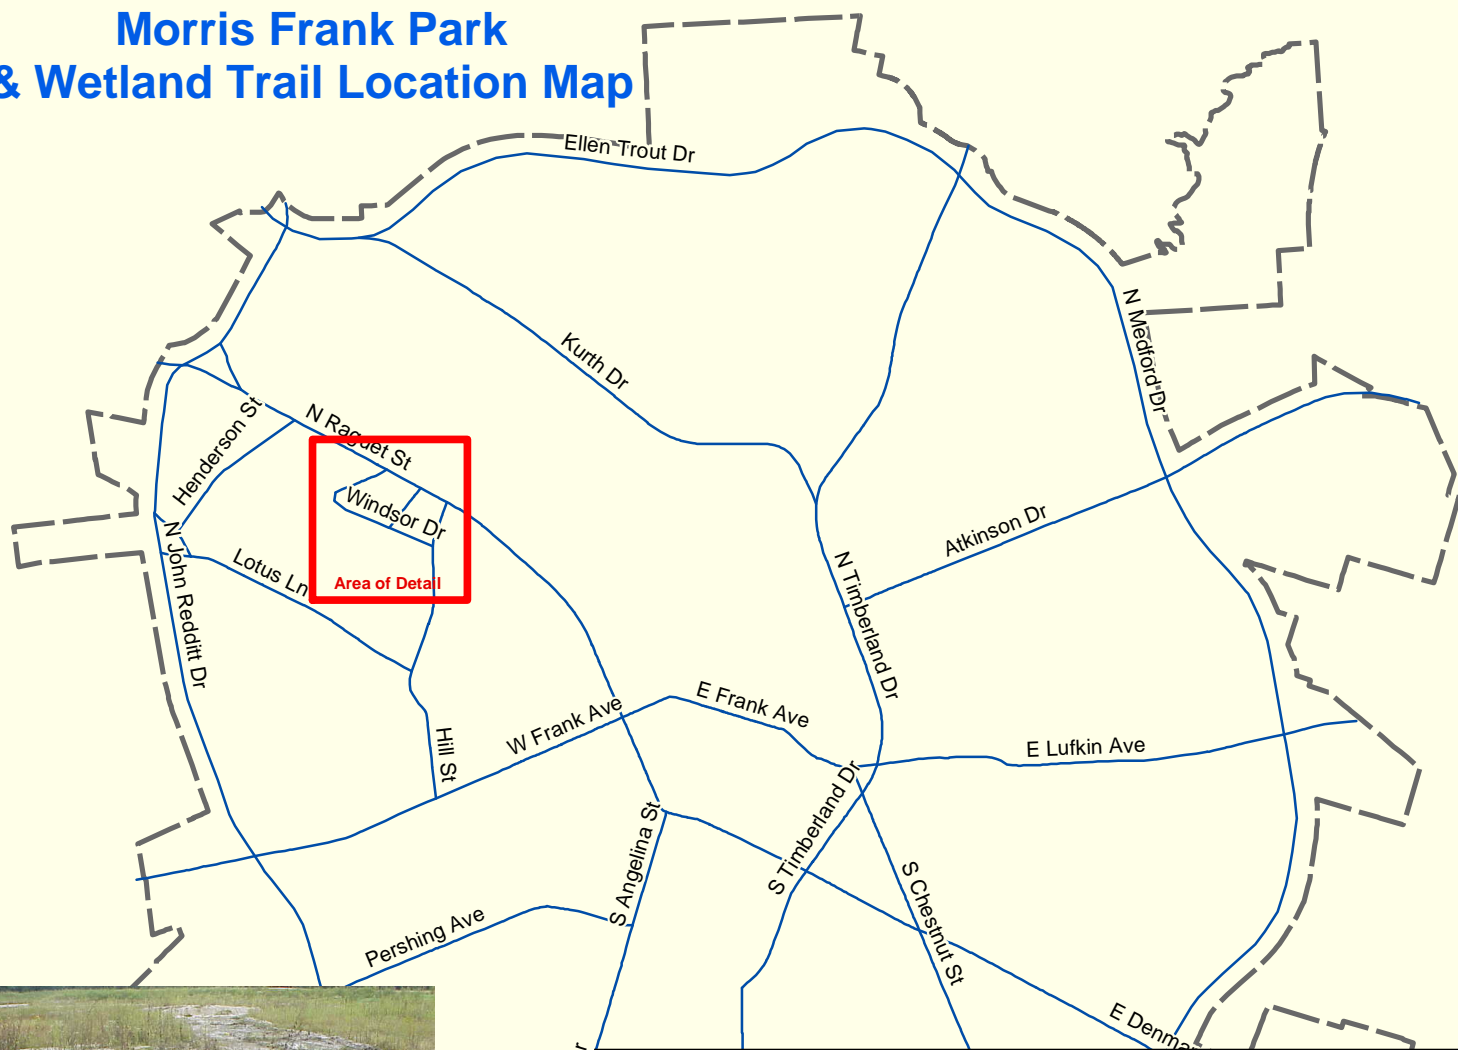 Morris Frank Park
& Wetland Trail Location Map
Ellen Trout Dr
N Medford Dr
Kurth Dr
Henderson St
N Raguet St
Windsor Dr
Area of Detail
Lotus Ln
N John Redditt Dr
Atkinson Dr
N Timberland Dr
W Frank Ave
E Frank Ave
E Lufkin Ave
Hill St
S Timberland Dr
S Angelina St
S Chestnut St
Pershing Ave